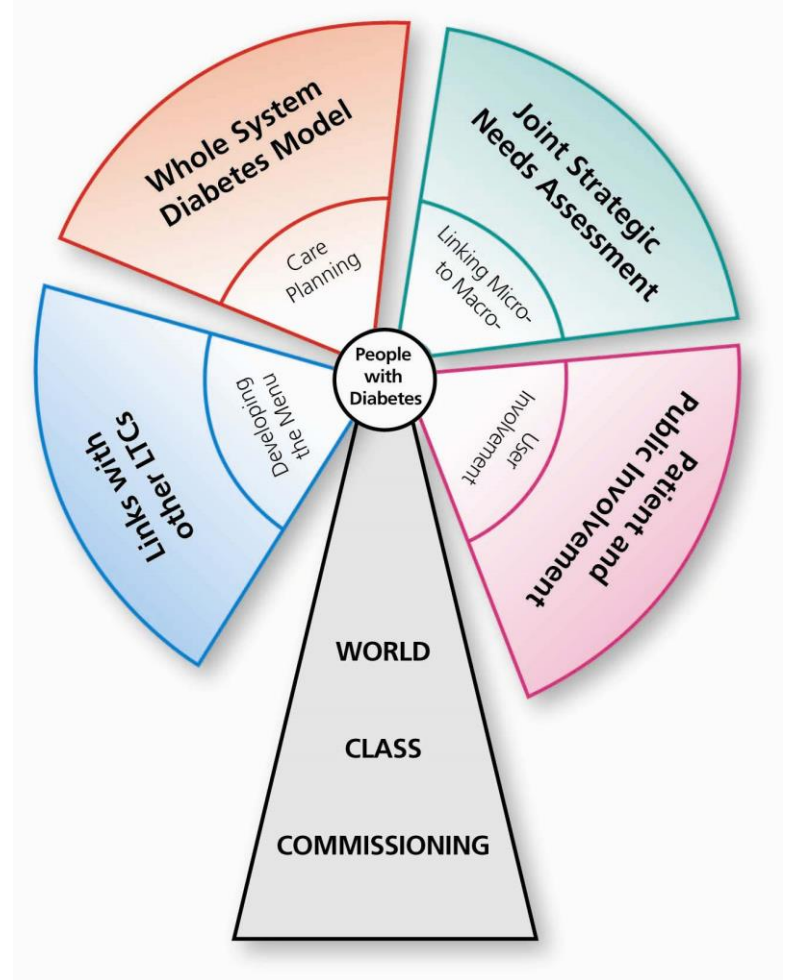 Whole System
Diabetes Model
Care
Planning
Joint Strategic
Needs Assessment
Linking Micro-
to Macro-
People
with
Diabetes
Developing
the Menu
Links with
other LTCs
User
Involvement
Patient and
Public Involvement
WORLD
CLASS
COMMISSIONING